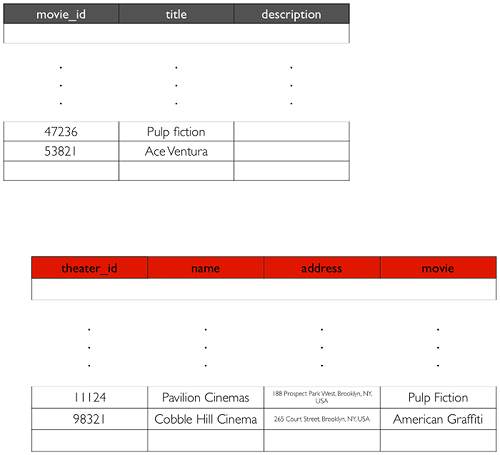 movie_id title description
47236 Pulp fiction
53821 Ace Ventura
theater_id name address movie
11124 Pavilion Cinemas 188 Prospect Park West, Brooklyn, NY, USA Pulp Fiction
98321 Cobble Hill Cinema 265 Court Street, Brooklyn, NY, USA American Graffiti